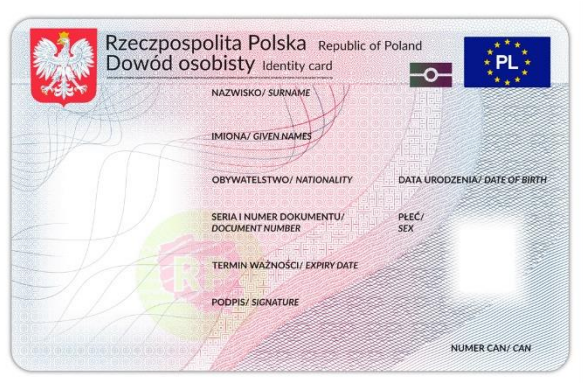 Rzeczpospolita Polska Republic of Poland
Dowód osobisty Identity card
PL
NAZWISKO/ SURNAME
IMIONA/ GIVEN NAMES
OBYWATELSTWO/ NATIONALITY
DATA URODZENIA/ DATE OF BIRTH
SERIA I NUMER DOKUMENTU/
DOCUMENT NUMBER
PŁEĆ/
SEX
TERMIN WAŻNOŚCI/ EXPIRY DATE
RP
PODPIS/ SIGNATURE
NUMER CAN/ CAN